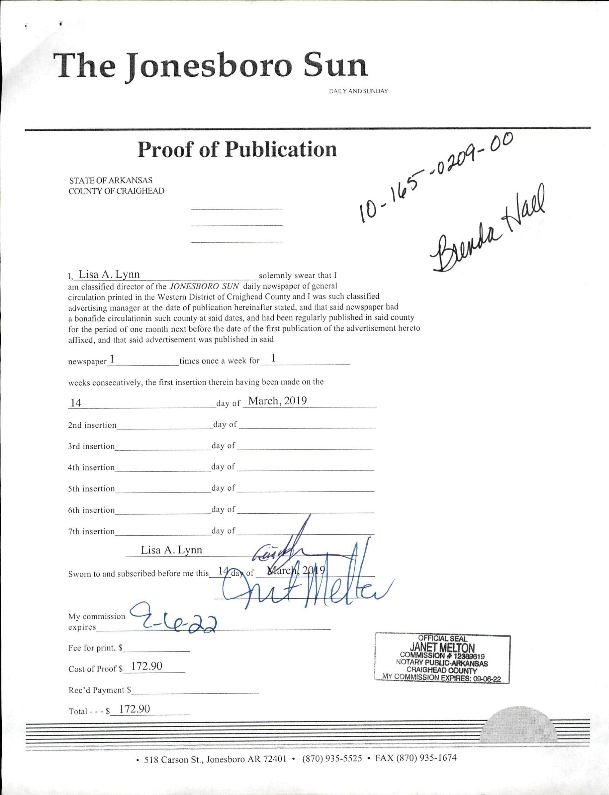 The Jonesboro Sun
DAILY AND SUNDAY
Proof of Publication
10-165-0209-00
Brenda Hall
STATE OF ARKANSAS
COUNTY OF CRAIGHEAD
I, Lisa A. Lynn solemnly swear that I
am classified director of the JONESBORO SUN daily newspaper of general
circulation printed in the Western District of Craighead County and I was such classified
advertising manager at the date of publication hereinafter stated, and that said newspaper had
a bonafide circulationin such county at said dates, and had been regularly published in said county
for the period of one month next before the date of the first publication of the advertisement hereto
affixed, and that said advertisement was published in said
newspaper 1 times once a week for 1
weeks consecutively, the first insertion therein having been made on the
14 day of March, 2019
2nd insertion day of
3rd insertion day of
4th insertion day of
5th insertion day of
6th insertion day of
7th insertion day of
Lisa A. Lynn
Sworn to and subscribed before me this 14 day of March, 2019
Janet Melton
My commission
expires 9-6-22
Fee for print. $
Cost of Proof $ 172.90
Rec'd Payment $
Total - - - $ 172.90
OFFICIAL SEAL
JANET MELTON
COMMISSION # 12389819
NOTARY PUBLIC-ARKANSAS
CRAIGHEAD COUNTY
MY COMMISSION EXPIRES: 09-06-22
• 518 Carson St., Jonesboro AR 72401 • (870) 935-5525 • FAX (870) 935-1674